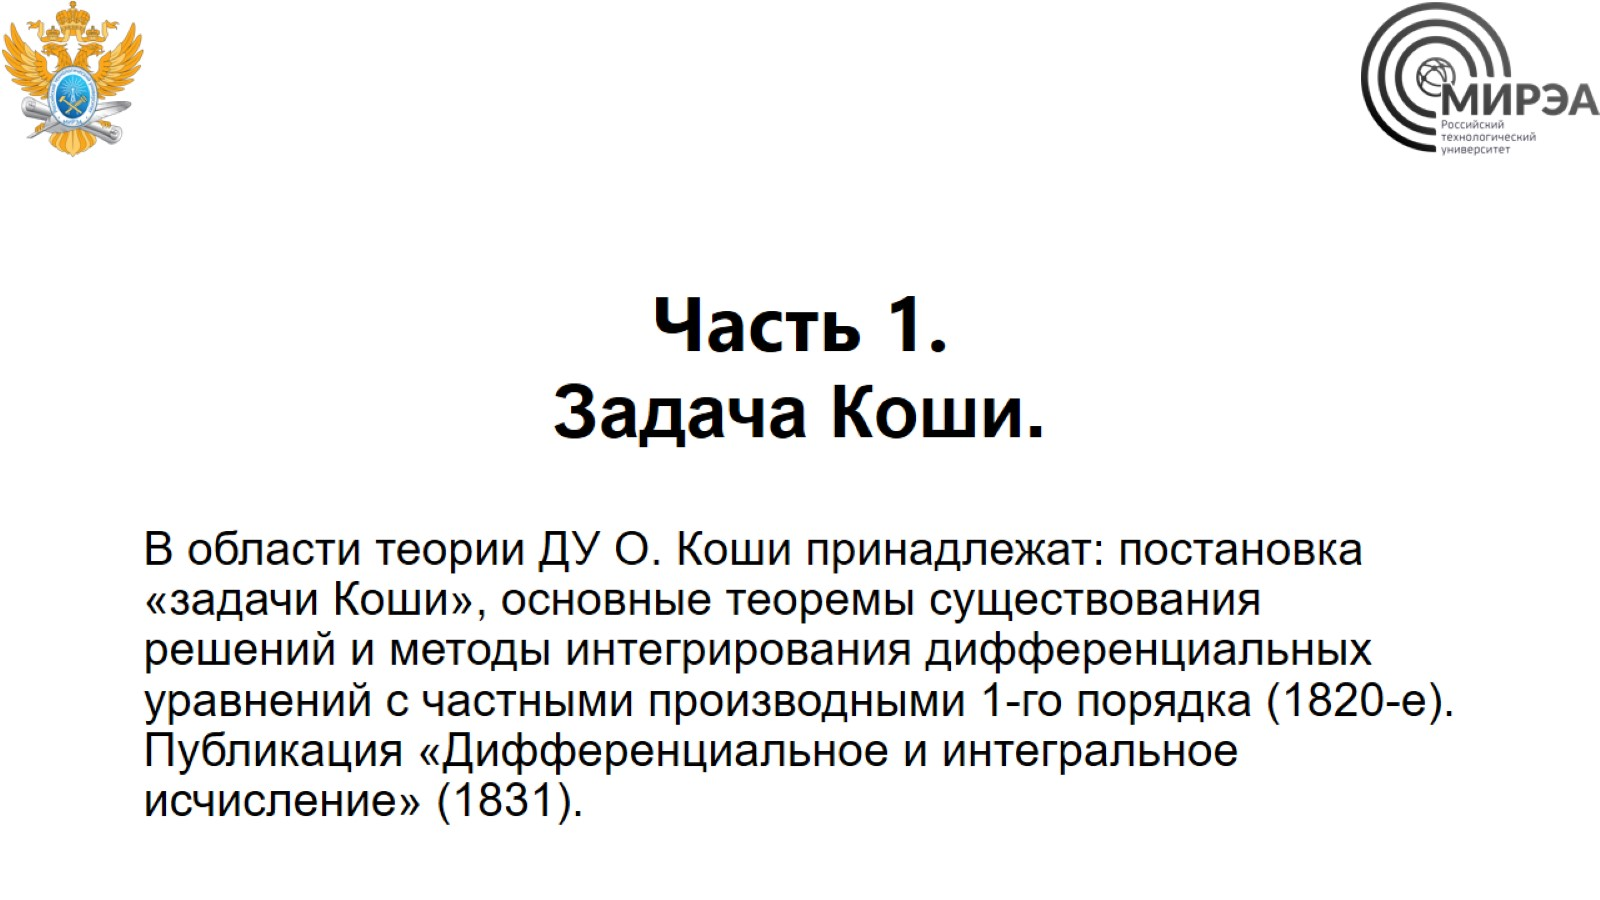 МИРЭА
Российский
технологический
университет
Часть 1.
Задача Коши.
В области теории ДУ О. Коши принадлежат: постановка
«задачи Коши», основные теоремы существования
решений и методы интегрирования дифференциальных
уравнений с частными производными 1-го порядка (1820-е).
Публикация «Дифференциальное и интегральное
исчисление» (1831).